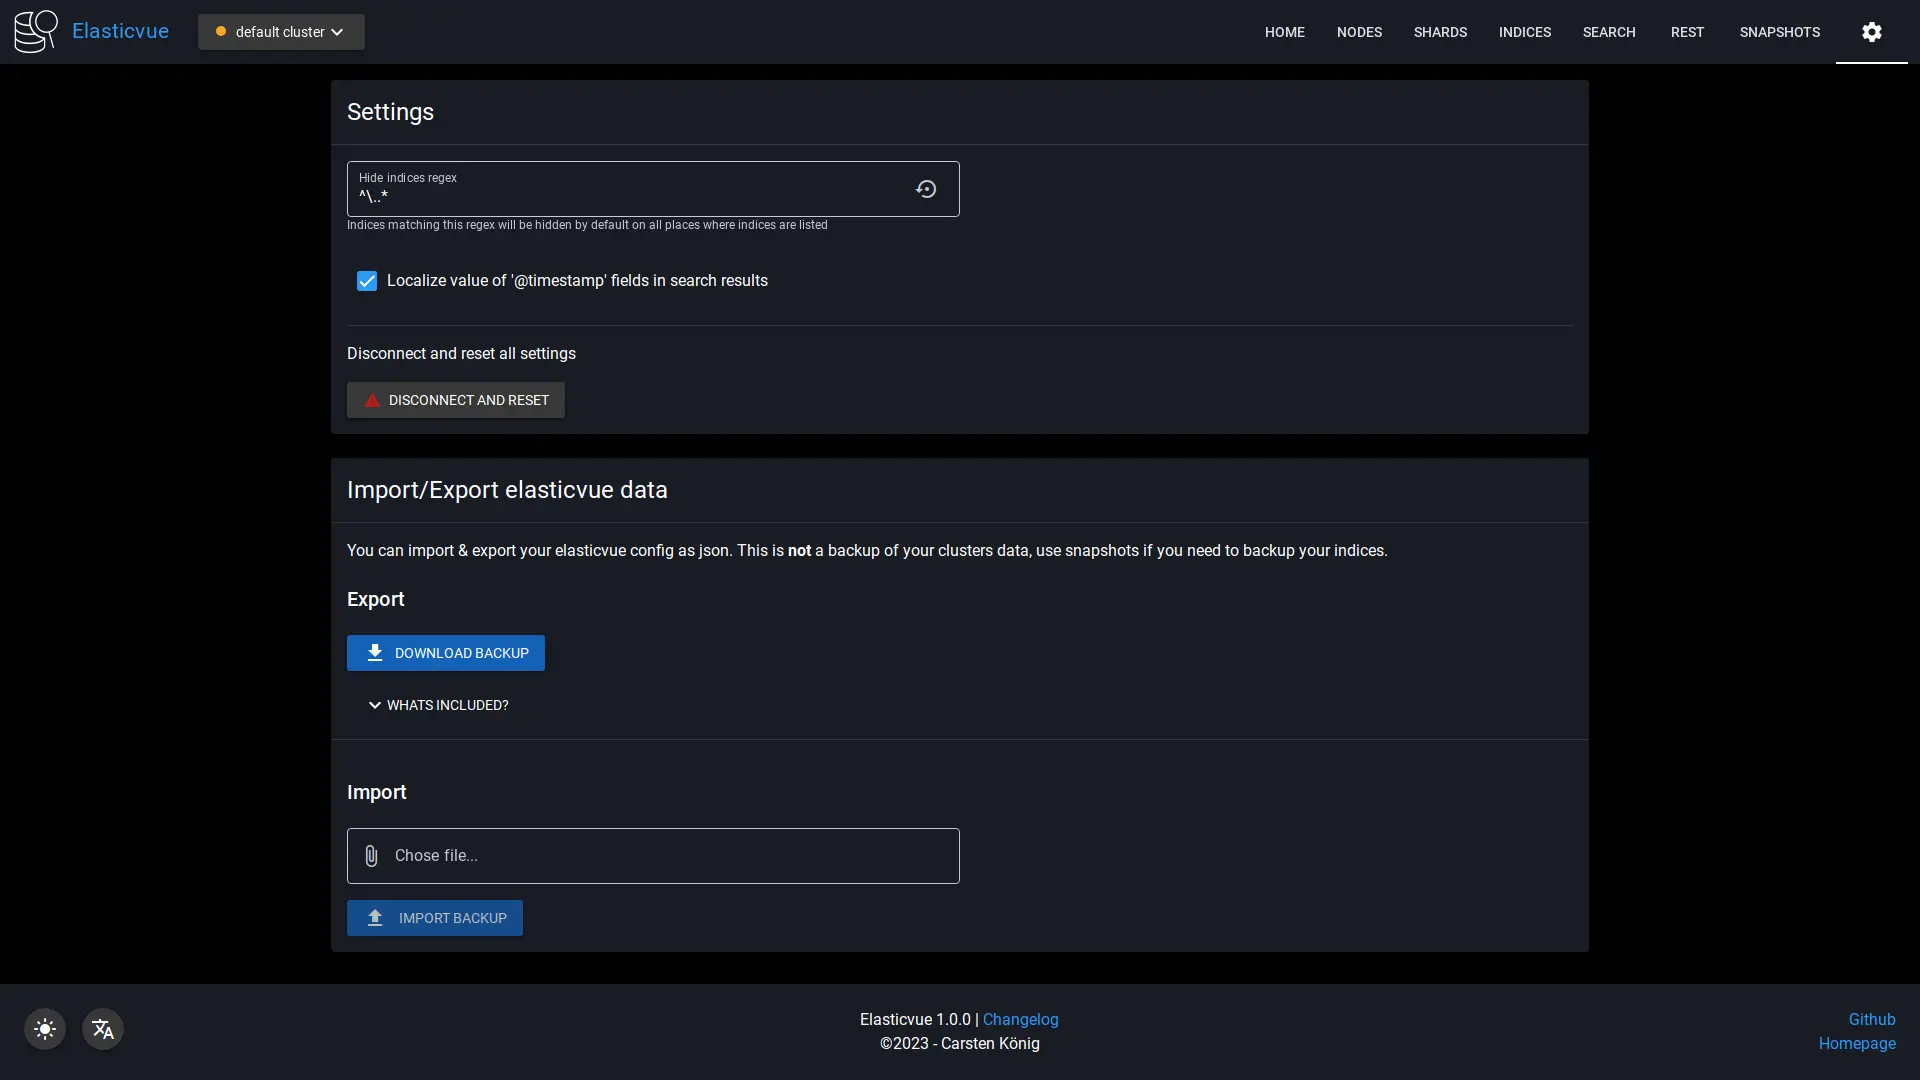 Elasticvue
default cluster
HOME
NODES
SHARDS
INDICES
SEARCH
REST
SNAPSHOTS
Settings
Hide indices regex
^\..*
Indices matching this regex will be hidden by default on all places where indices are listed
Localize value of '@timestamp' fields in search results
Disconnect and reset all settings
DISCONNECT AND RESET
Import/Export elasticvue data
You can import & export your elasticvue config as json. This is not a backup of your clusters data, use snapshots if you need to backup your indices.
Export
DOWNLOAD BACKUP
WHATS INCLUDED?
Import
Chose file...
IMPORT BACKUP
Elasticvue 1.0.0 | Changelog
©2023 - Carsten König
Github
Homepage